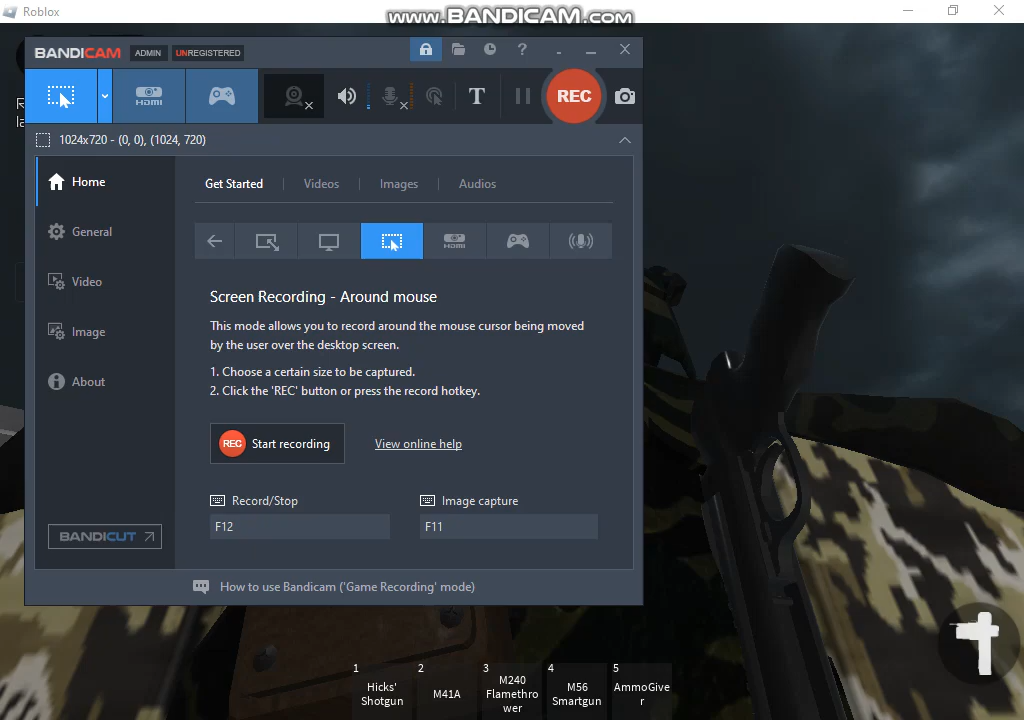 Roblox
www.BANDICAM.com
BANDICAM ADMIN UNREGISTERED
HDMI
T
REC
1024x720 - (0, 0), (1024, 720)
Home
General
Video
Image
About
BANDICUT
Get Started
Videos
Images
Audios
HDMI
Screen Recording - Around mouse
This mode allows you to record around the mouse cursor being moved
by the user over the desktop screen.
1. Choose a certain size to be captured.
2. Click the 'REC' button or press the record hotkey.
REC Start recording
View online help
Record/Stop
Image capture
F12
F11
How to use Bandicam ('Game Recording' mode)
1
Hicks'
Shotgun
2
M41A
3
M240
Flamethro
wer
4
M56
Smartgun
5
AmmoGive
r